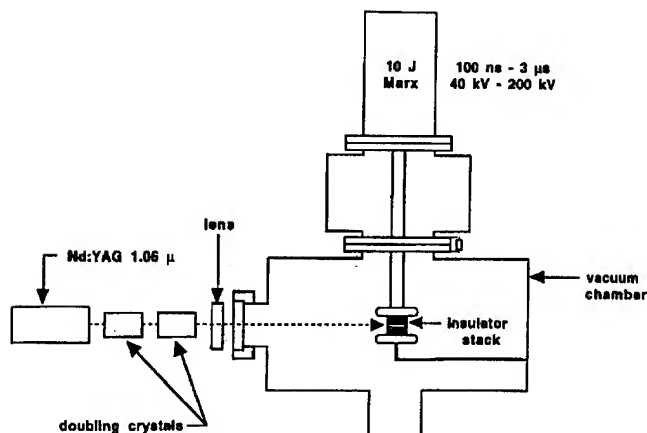 10 J
Marx
100 ns - 3 μs
40 kV - 200 kV
lens
Nd:YAG 1.06 μ
vacuum
chamber
insulator
stack
doubling crystals